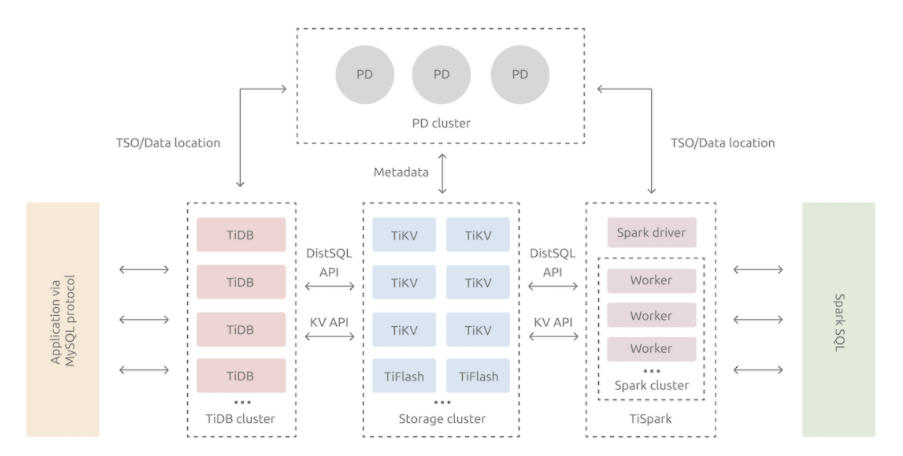 PD PD PD
PD cluster
TSO/Data location
TSO/Data location
Metadata
Application via
MySQL protocol
TiDB
TiDB
TiDB
TiDB
•••
TiDB cluster
DistSQL
API
KV API
TiKV TiKV
TiKV TiKV
TiKV TiKV
TiFlash TiFlash
•••
Storage cluster
DistSQL
API
KV API
Spark driver
Worker
Worker
Worker
•••
Spark cluster
TiSpark
Spark SQL